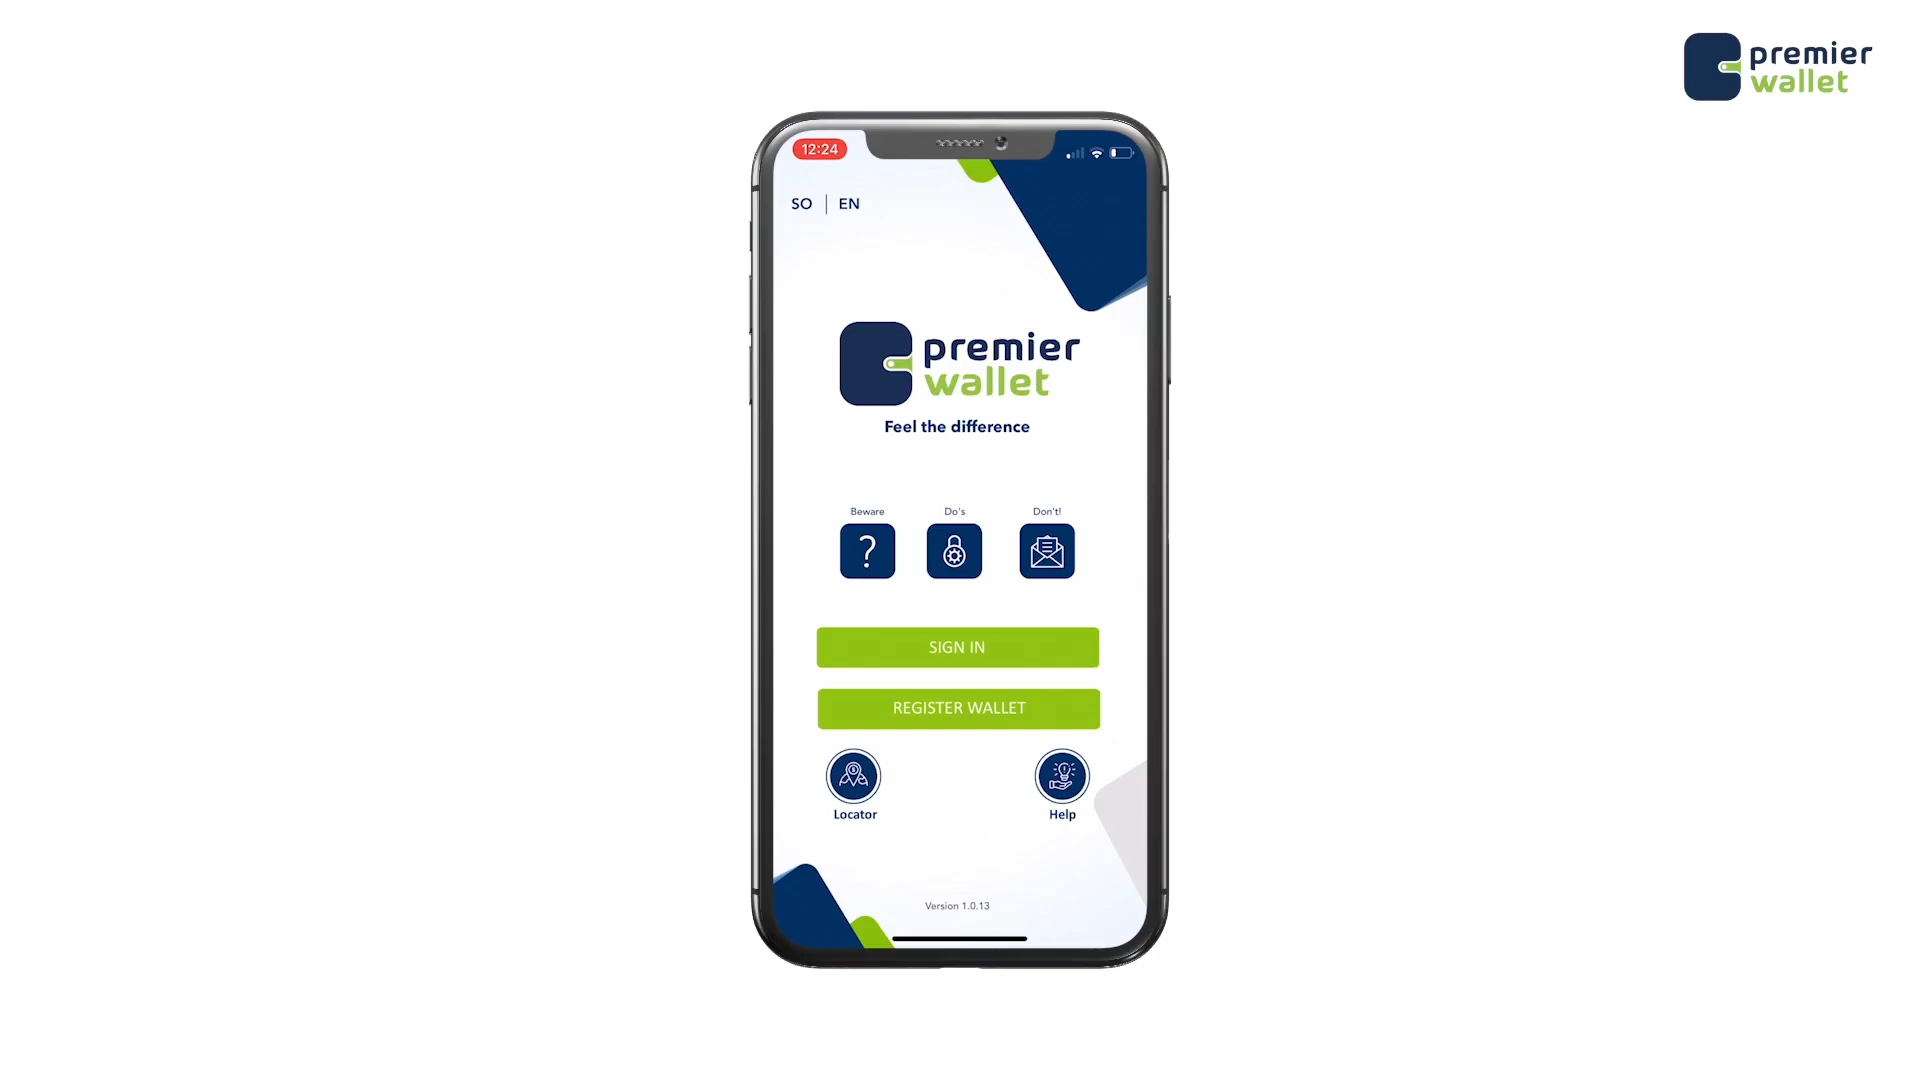 premier
wallet
12:24
SO | EN
premier
wallet
Feel the difference
Beware
Do's
Don't!
?
SIGN IN
REGISTER WALLET
Locator
Help
Version 1.0.13